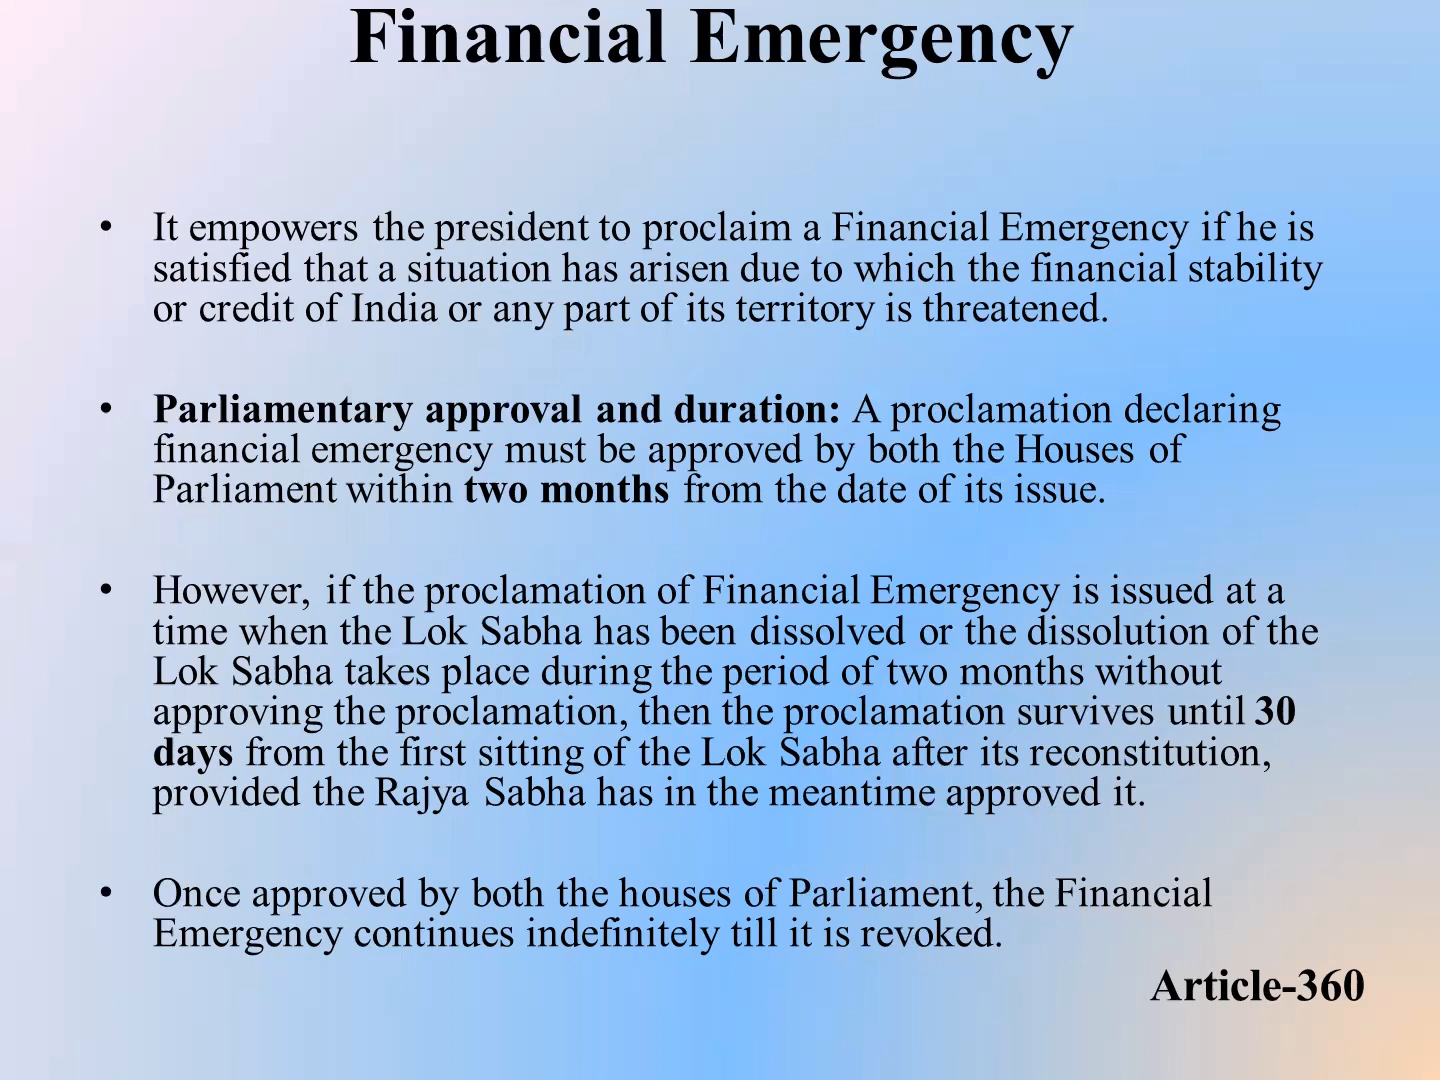 Financial Emergency
• It empowers the president to proclaim a Financial Emergency if he is
satisfied that a situation has arisen due to which the financial stability
or credit of India or any part of its territory is threatened.
• Parliamentary approval and duration: A proclamation declaring
financial emergency must be approved by both the Houses of
Parliament within two months from the date of its issue.
• However, if the proclamation of Financial Emergency is issued at a
time when the Lok Sabha has been dissolved or the dissolution of the
Lok Sabha takes place during the period of two months without
approving the proclamation, then the proclamation survives until 30
days from the first sitting of the Lok Sabha after its reconstitution,
provided the Rajya Sabha has in the meantime approved it.
• Once approved by both the houses of Parliament, the Financial
Emergency continues indefinitely till it is revoked.
Article-360